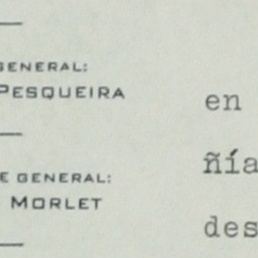 GENERAL:
PESQUEIRA
E GENERAL:
MORLET
en
ñía
des